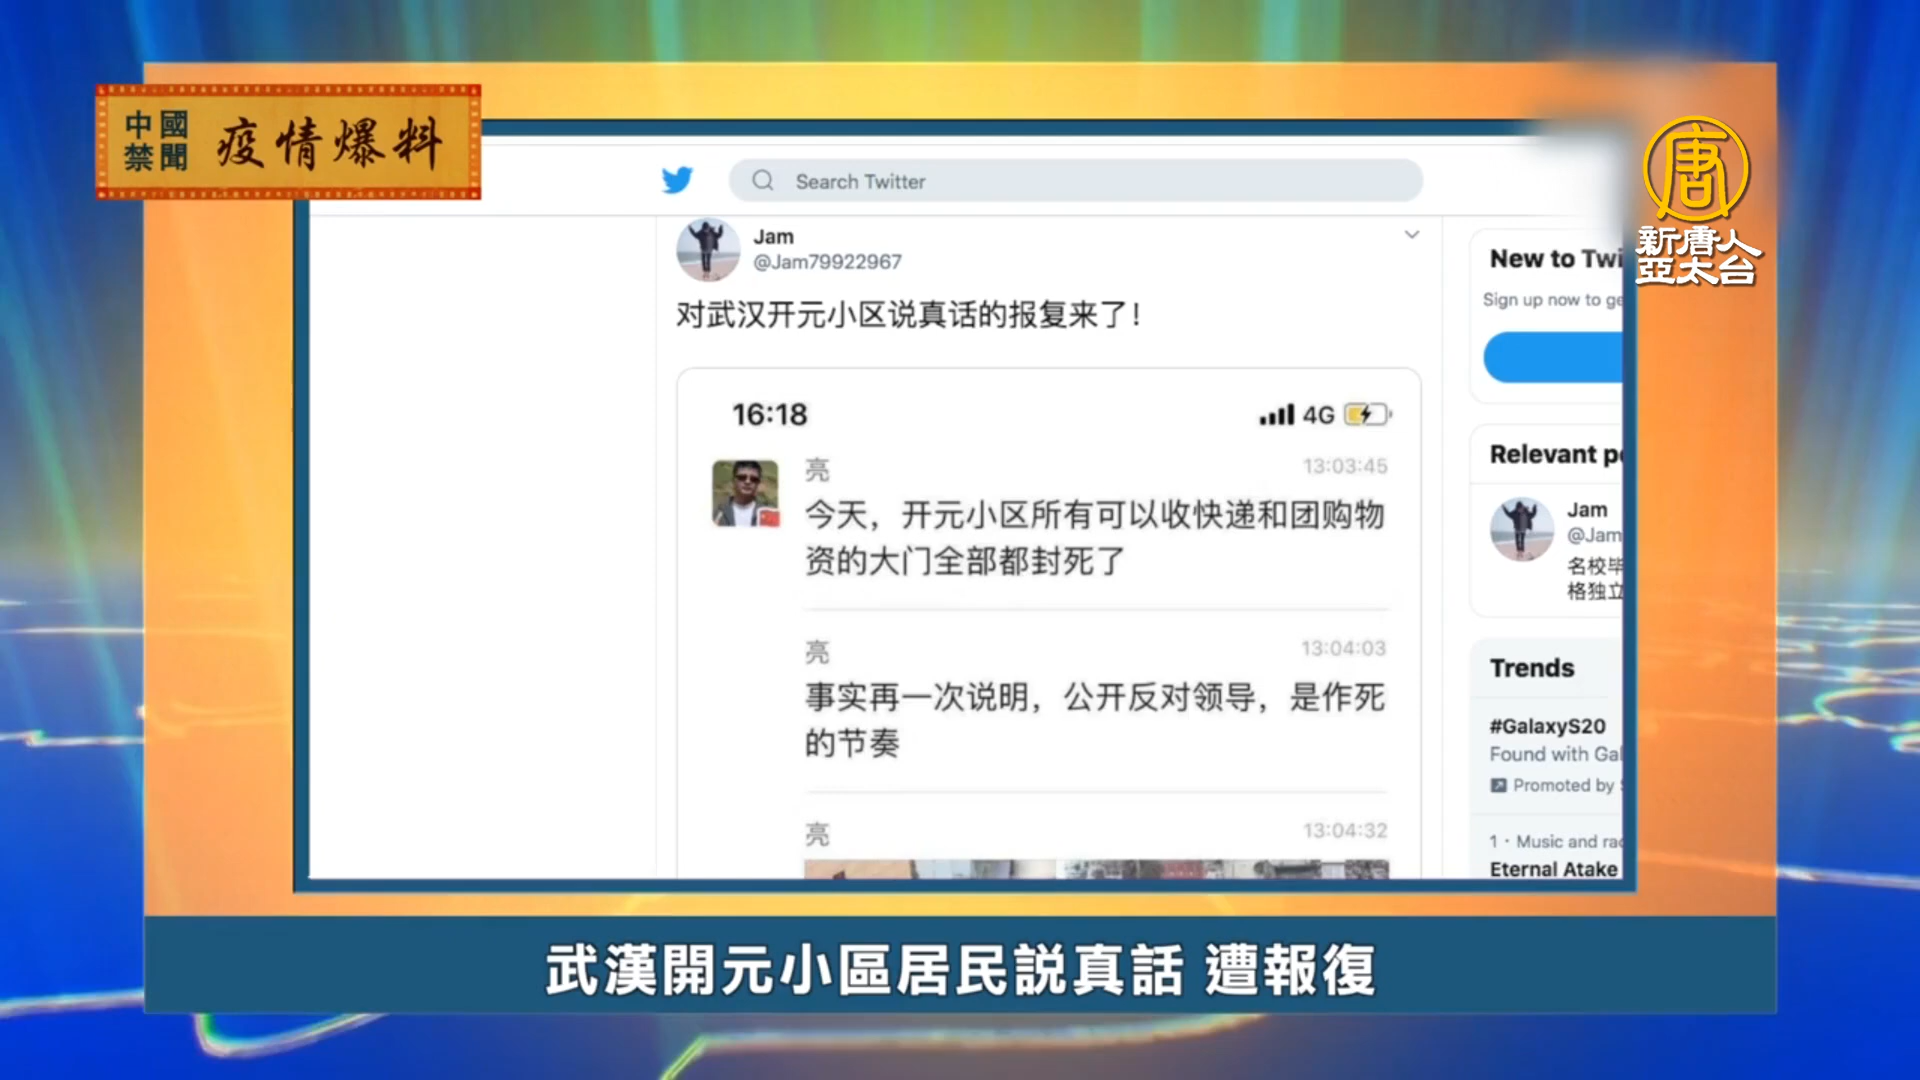 中國
禁聞
疫情爆料
Search Twitter
唐
新唐人
亞太台
Jam
@Jam79922967
对武汉开元小区说真话的报复来了！
16:18
4G
亮
13:03:45
今天，开元小区所有可以收快递和团购物
资的大门全部都封死了
亮
13:04:03
事实再一次说明，公开反对领导，是作死
的节奏
亮
13:04:32
New to Twi
Sign up now to ge
Relevant pe
Jam
@Jam
名校毕
格独立
Trends
#GalaxyS20
Found with Gal
Promoted by
1 · Music and rad
Eternal Atake
武漢開元小區居民説真話 遭報復